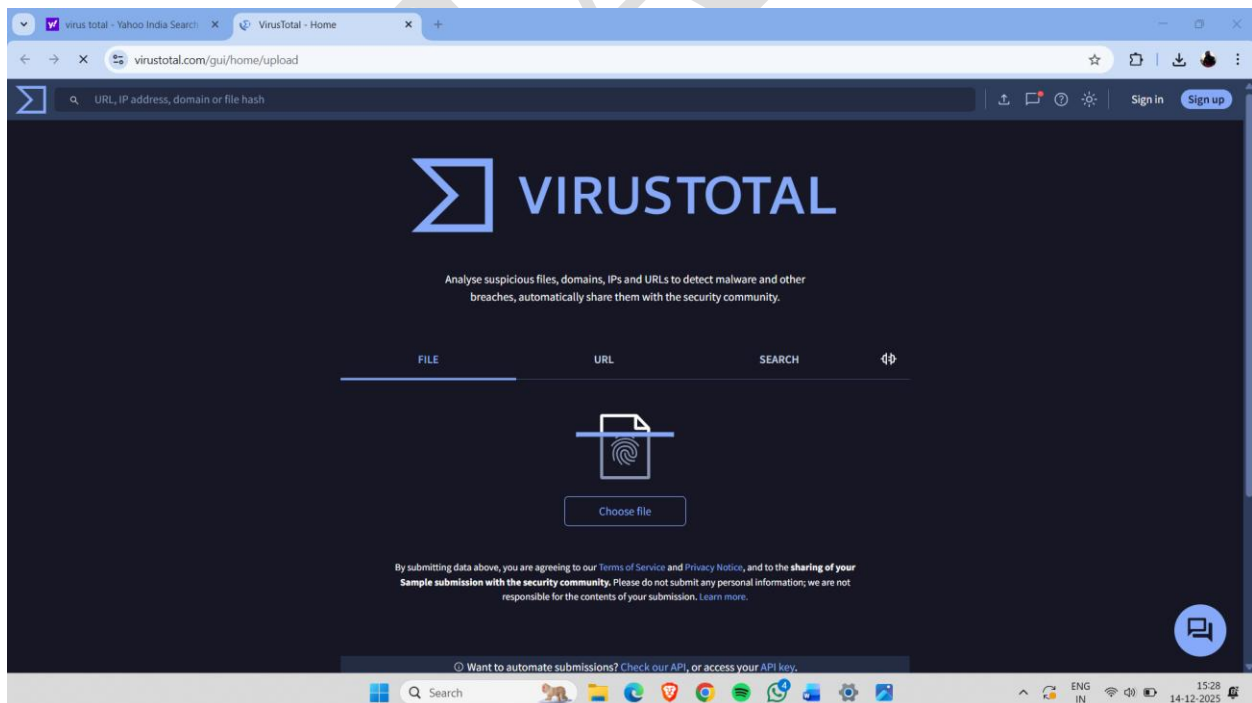 virus total - Yahoo India Search
VirusTotal - Home
virustotal.com/gui/home/upload
URL, IP address, domain or file hash
Sign in
Sign up
VIRUSTOTAL
Analyse suspicious files, domains, IPs and URLs to detect malware and other
breaches, automatically share them with the security community.
FILE URL SEARCH
Choose file
By submitting data above, you are agreeing to our Terms of Service and Privacy Notice, and to the sharing of your
Sample submission with the security community. Please do not submit any personal information; we are not
responsible for the contents of your submission. Learn more.
Want to automate submissions? Check our API, or access your API key.
Search
4
ENG
IN
15:28
14-12-2025